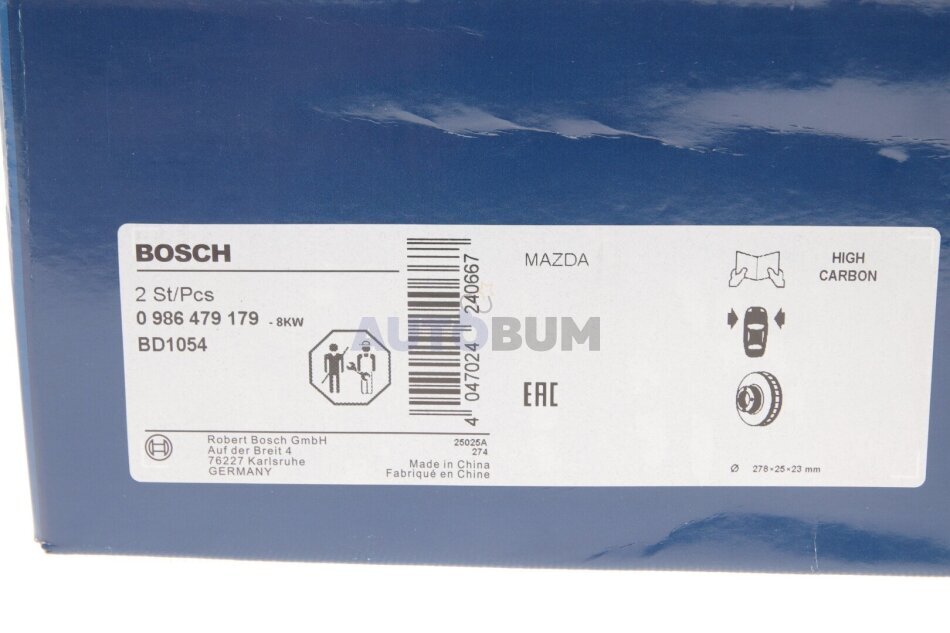 BOSCH
2 St/Pcs
0 986 479 179 - 8KW
BD1054
4 047024 240667
MAZDA
EAC
HIGH
CARBON
Ø 278×25×23 mm
Robert Bosch GmbH
Auf der Breit 4
76227 Karlsruhe
GERMANY
25025A
274
Made in China
Fabriqué en Chine
AUTOBUM